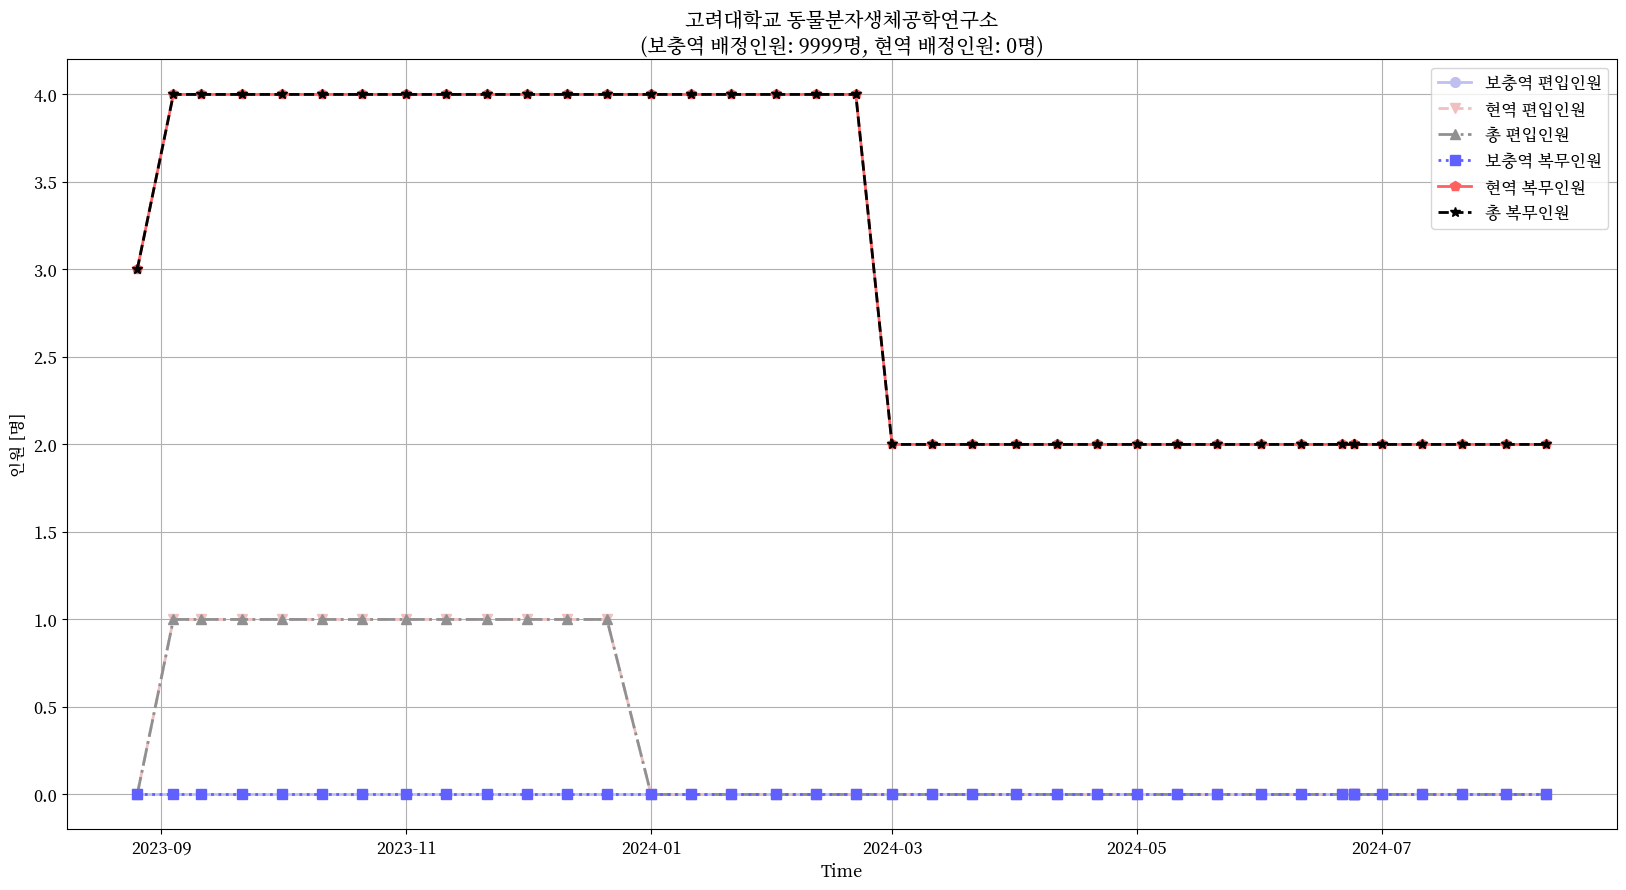 고려대학교 동물분자생체공학연구소
(보충역 배정인원: 9999명, 현역 배정인원: 0명)
보충역 편입인원
현역 편입인원
총 편입인원
보충역 복무인원
현역 복무인원
총 복무인원
인원 [명]
4.0
3.5
3.0
2.5
2.0
1.5
1.0
0.5
0.0
2023-09
2023-11
2024-01
2024-03
2024-05
2024-07
Time